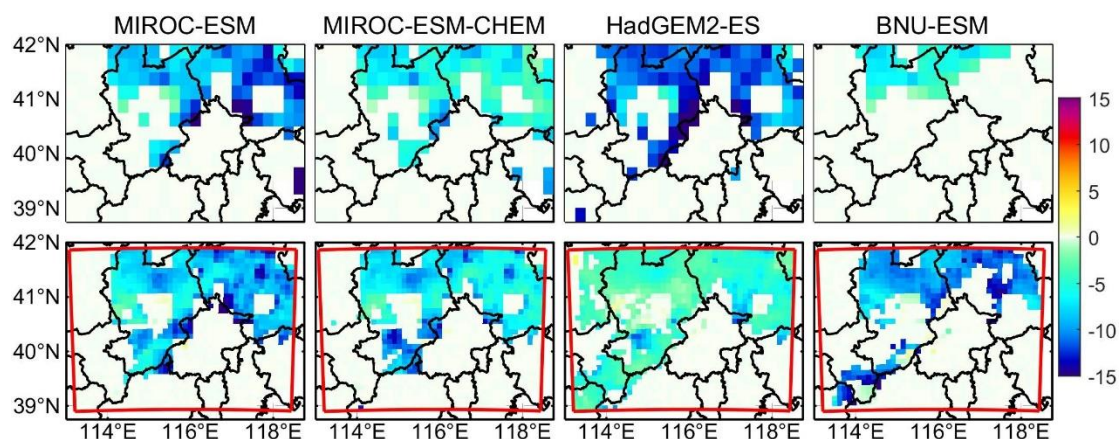 MIROC-ESM MIROC-ESM-CHEM HadGEM2-ES BNU-ESM
42°N
41°N
40°N
39°N
42°N
41°N
40°N
39°N
114°E 116°E 118°E 114°E 116°E 118°E 114°E 116°E 118°E 114°E 116°E 118°E
15
10
5
0
-5
-10
-15